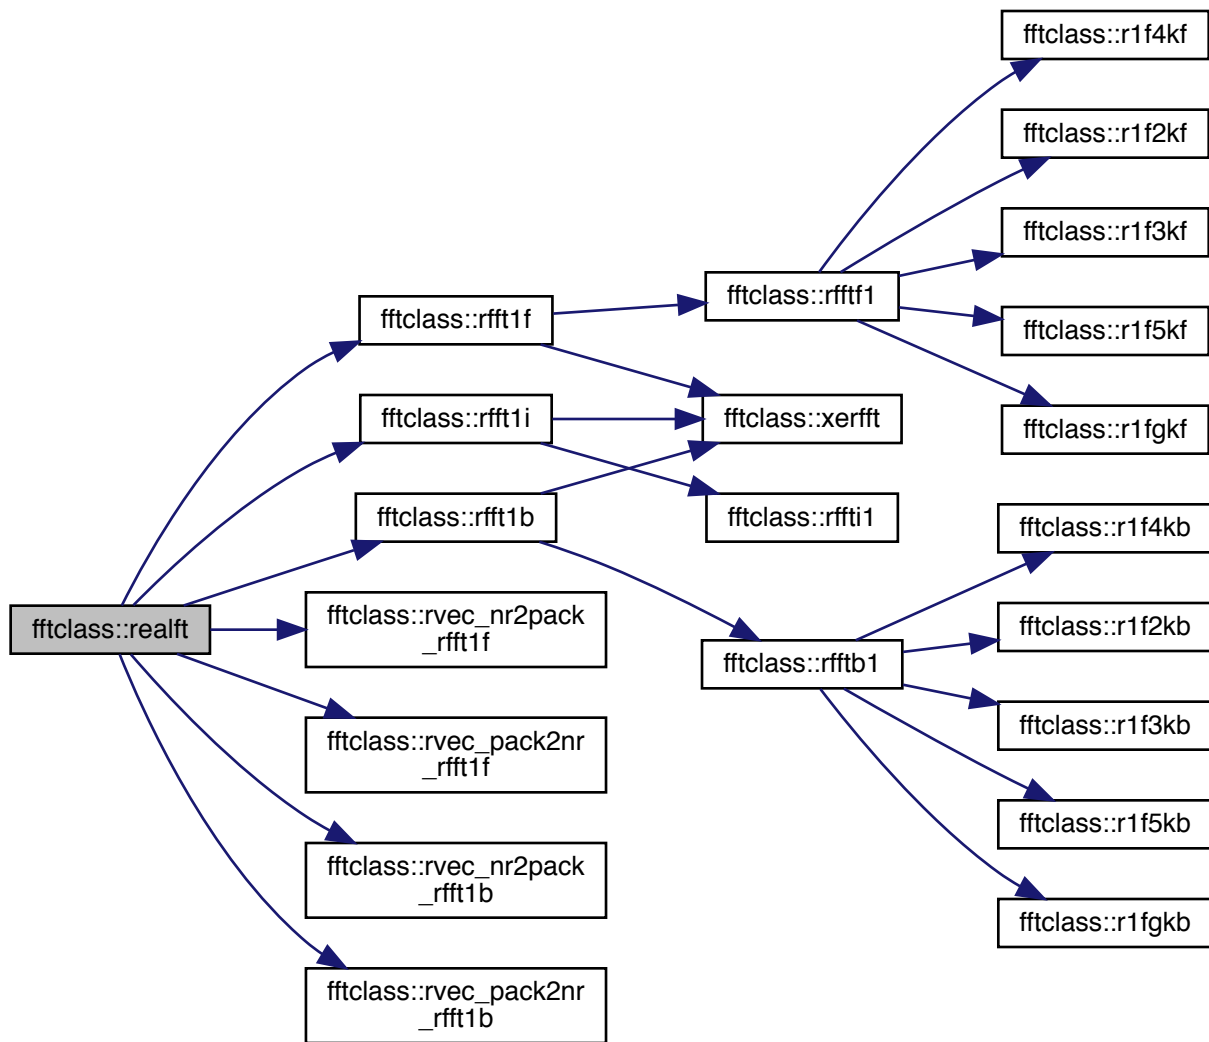 fftclass::realft
fftclass::rfft1f
fftclass::rfft1i
fftclass::rfft1b
fftclass::rvec_nr2pack
_rfft1f
fftclass::rvec_pack2nr
_rfft1f
fftclass::rvec_nr2pack
_rfft1b
fftclass::rvec_pack2nr
_rfft1b
fftclass::rfftf1
fftclass::xerfft
fftclass::rffti1
fftclass::rfftb1
fftclass::r1f4kf
fftclass::r1f2kf
fftclass::r1f3kf
fftclass::r1f5kf
fftclass::r1fgkf
fftclass::r1f4kb
fftclass::r1f2kb
fftclass::r1f3kb
fftclass::r1f5kb
fftclass::r1fgkb